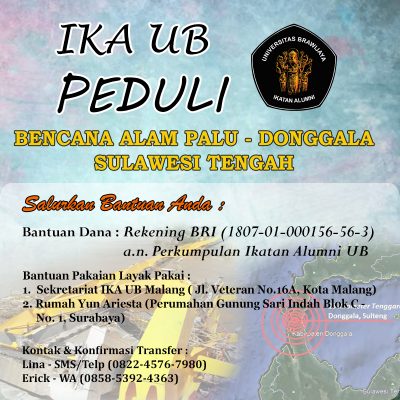 IKA UB
PEDULI
UNIVERSITAS BRAWIJAYA
IKATAN ALUMNI
BENCANA ALAM PALU - DONGGALA
SULAWESI TENGAH
Salurkan Bantuan Anda :
Bantuan Dana : Rekening BRI (1807-01-000156-56-3)
a.n. Perkumpulan Ikatan Alumni UB
Bantuan Pakaian Layak Pakai :
1. Sekretariat IKA UB Malang ( Jl. Veteran No.16A, Kota Malang)
2. Rumah Yun Ariesta (Perumahan Gunung Sari Indah Blok C-
No. 1, Surabaya)
Donggala, Sulteng
Kabupaten Donggala
Kontak & Konfirmasi Transfer :
Lina - SMS/Telp (0822-4576-7980)
Erick - WA (0858-5392-4363)